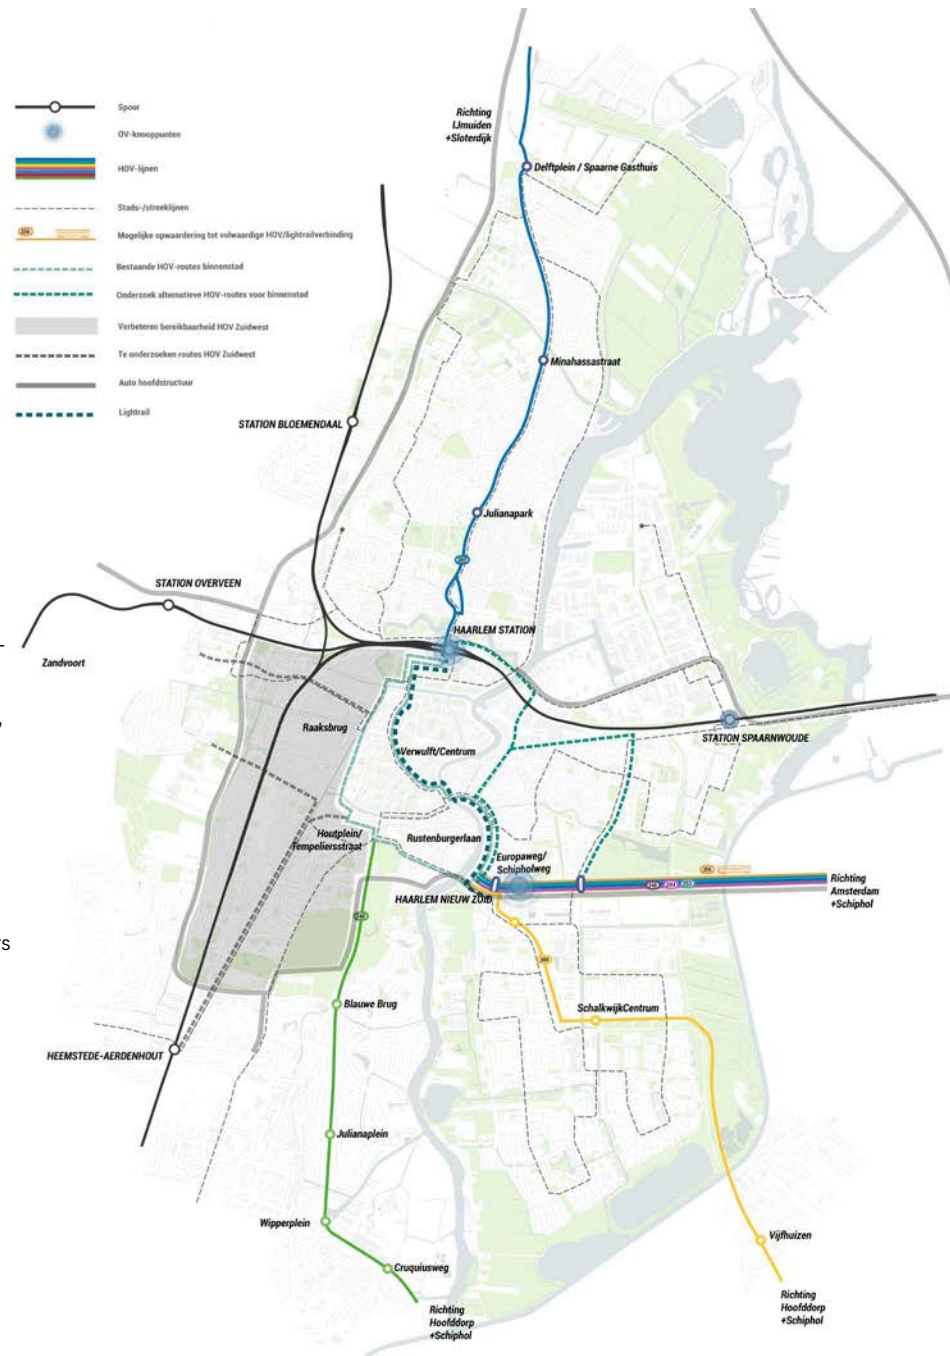 Spoor
OV-knooppunten
HOV-lijnen
Stads-/streeklijnen
Mogelijke opwaardering tot volwaardige HOV/lightrailverbinding
Bestaande HOV-routes binnenstad
Onderzoek alternatieve HOV-routes voor binnenstad
Verbeteren bereikbaarheid HOV Zuidwest
Te onderzoeken routes HOV Zuidwest
Auto hoofdstructuur
Lightrail
Richting
IJmuiden
+Sloterdijk
Delftplein / Spaarne Gasthuis
Minahassastraat
STATION BLOEMENDAAL
Julianapark
STATION OVERVEEN
HAARLEM STATION
Zandvoort
Raaksbrug
STATION SPAARNWOUDE
Verwulft/Centrum
Houtplein/
Tempeliersstraat
Rustenburgerlaan
Europaweg/
Schipholweg
HAARLEM NIEUW ZUID
Richting
Amsterdam
+Schiphol
rs
Blauwe Brug
SchalkwijkCentrum
HEEMSTEDE-AERDENHOUT
Julianaplein
Wipperplein
Vijfhuizen
Cruquiusweg
Richting
Hoofddorp
+Schiphol
Richting
Hoofddorp
+Schiphol